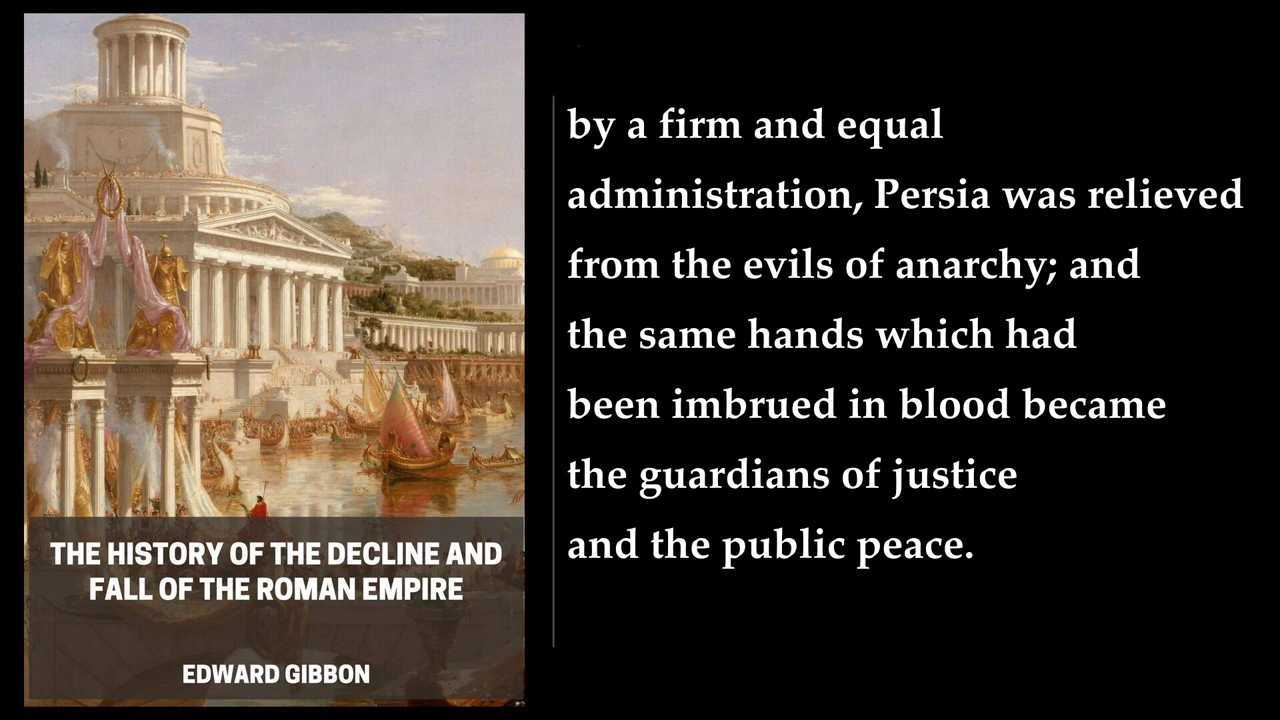 by a firm and equal
administration, Persia was relieved
from the evils of anarchy; and
the same hands which had
been imbrued in blood became
the guardians of justice
and the public peace.
THE HISTORY OF THE DECLINE AND
FALL OF THE ROMAN EMPIRE
EDWARD GIBBON